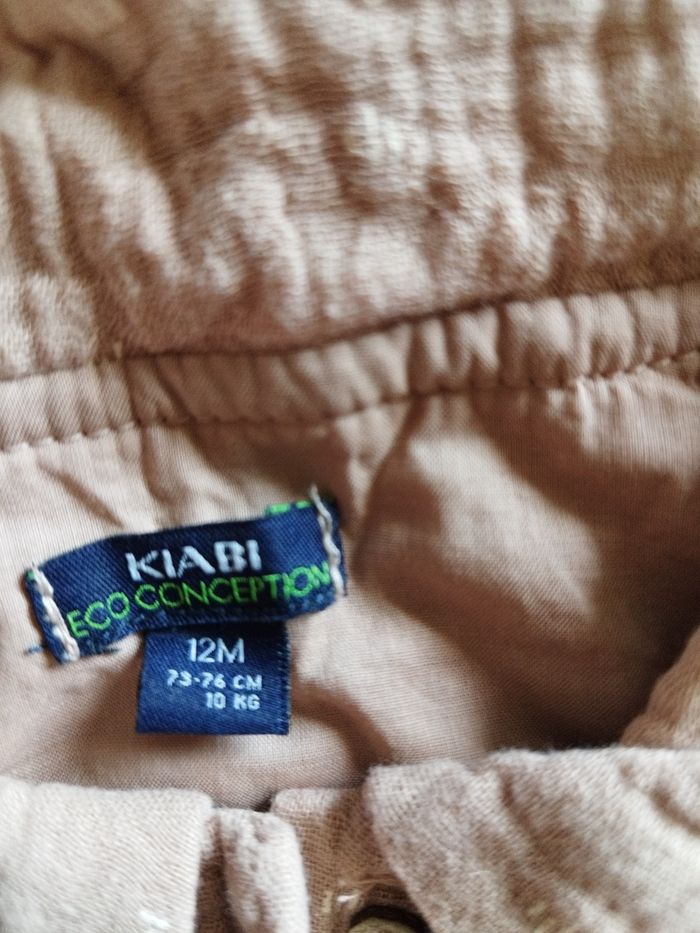 KIABI
ECO CONCEPTION
12M
73-76 CM
10 KG